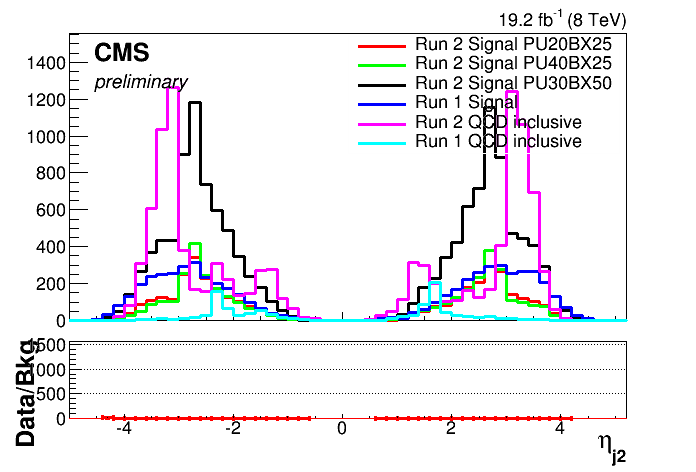 19.2 fb-1 (8 TeV)
CMS
preliminary
Run 2 Signal PU20BX25
Run 2 Signal PU40BX25
Run 2 Signal PU30BX50
Run 1 Signal
Run 2 QCD inclusive
Run 1 QCD inclusive
1400
1200
1000
800
600
400
200
0
Data/Bkg
1500
1000
500
0
-4 -2 0 2 4
ηj2